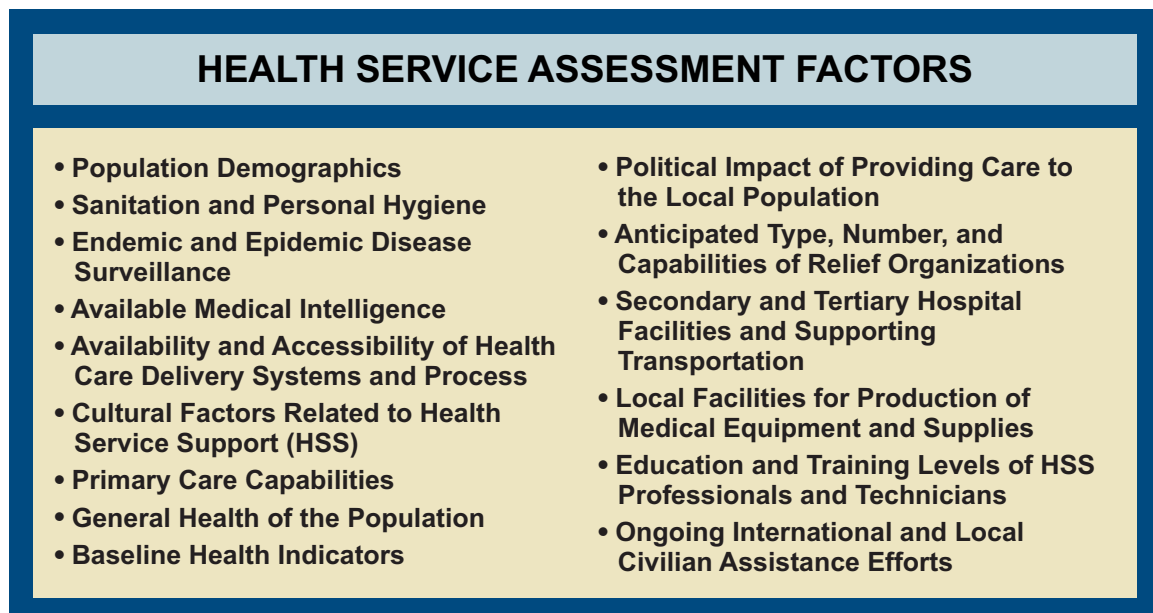 HEALTH SERVICE ASSESSMENT FACTORS
• Population Demographics
• Sanitation and Personal Hygiene
• Endemic and Epidemic Disease
Surveillance
• Available Medical Intelligence
• Availability and Accessibility of Health
Care Delivery Systems and Process
• Cultural Factors Related to Health
Service Support (HSS)
• Primary Care Capabilities
• General Health of the Population
• Baseline Health Indicators
• Political Impact of Providing Care to
the Local Population
• Anticipated Type, Number, and
Capabilities of Relief Organizations
• Secondary and Tertiary Hospital
Facilities and Supporting
Transportation
• Local Facilities for Production of
Medical Equipment and Supplies
• Education and Training Levels of HSS
Professionals and Technicians
• Ongoing International and Local
Civilian Assistance Efforts